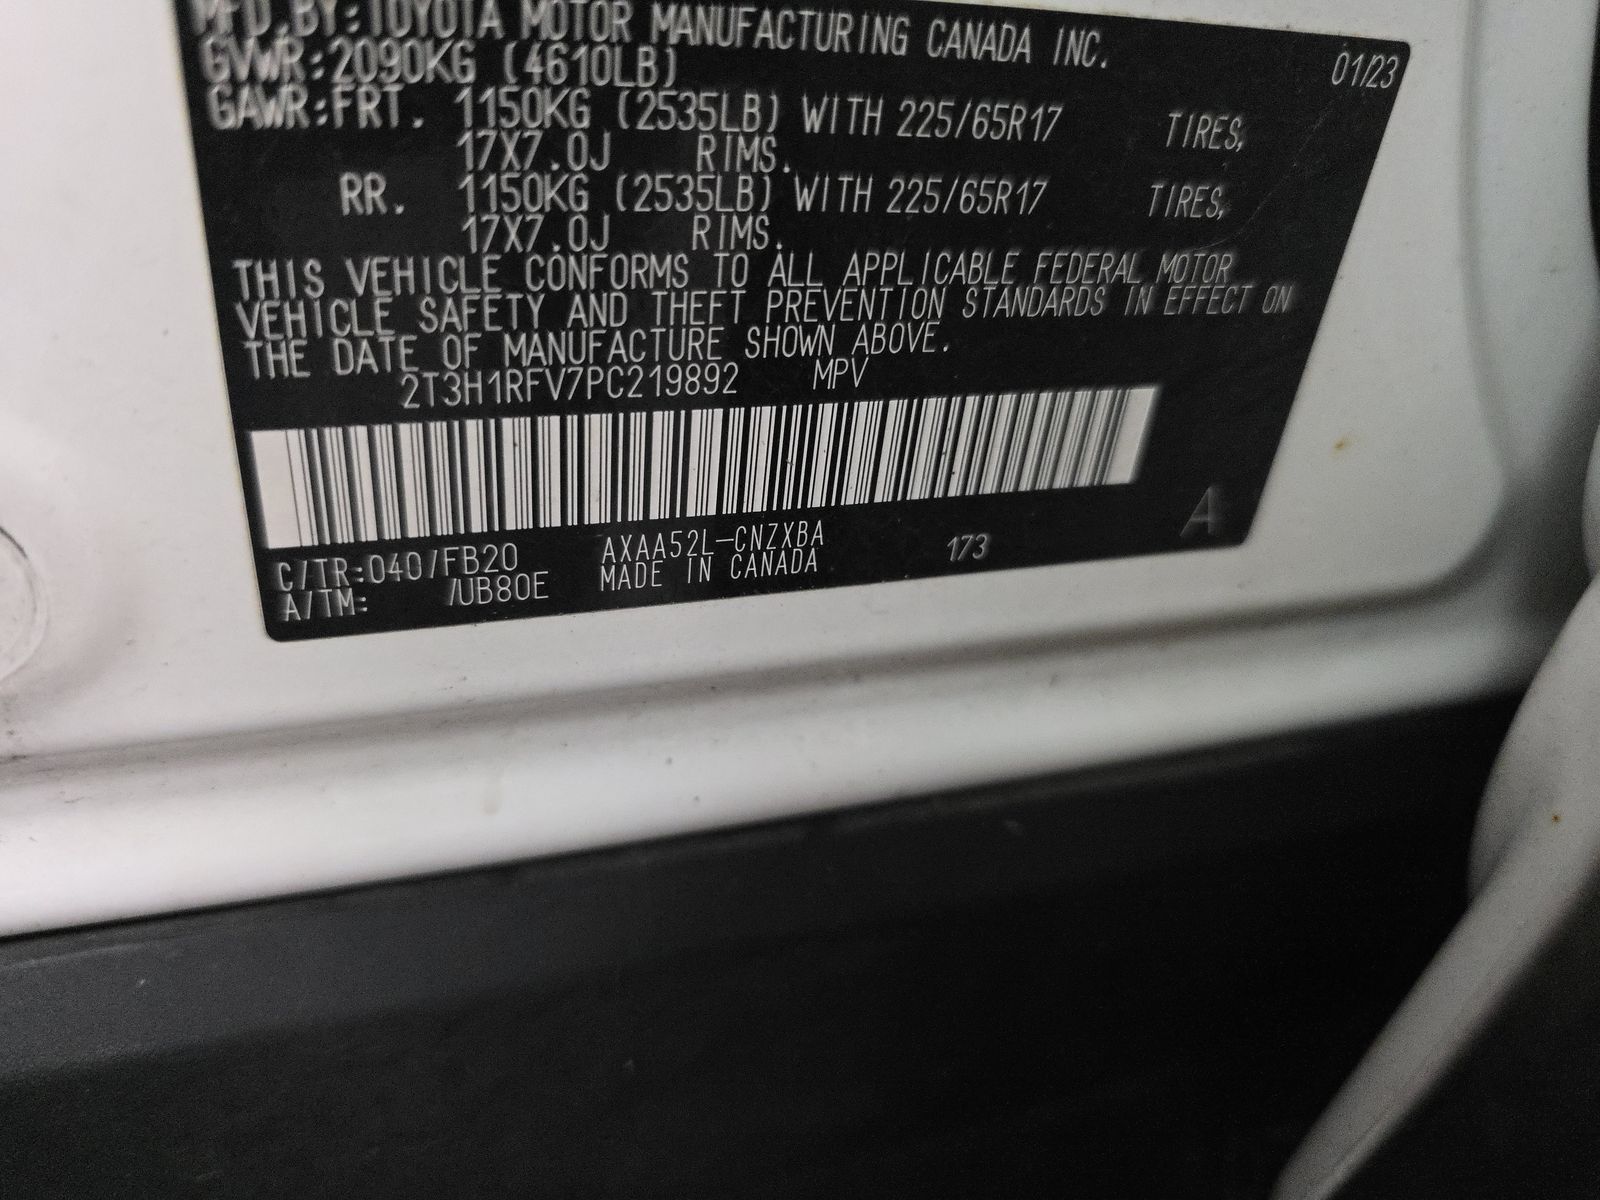 MFD.BY:TOYOTA MOTOR MANUFACTURING CANADA INC.
01/23
GVWR:2090KG (4610LB)
GAWR:FRT. 1150KG (2535LB) WITH 225/65R17 TIRES,
17X7.0J RIMS.
RR. 1150KG (2535LB) WITH 225/65R17 TIRES,
17X7.0J RIMS.
THIS VEHICLE CONFORMS TO ALL APPLICABLE FEDERAL MOTOR
VEHICLE SAFETY AND THEFT PREVENTION STANDARDS IN EFFECT ON
THE DATE OF MANUFACTURE SHOWN ABOVE.
2T3H1RFV7PC219892 MPV
C/TR:040/FB20 AXAA52L-CNZXBA 173 A
A/TM: /UB80E MADE IN CANADA